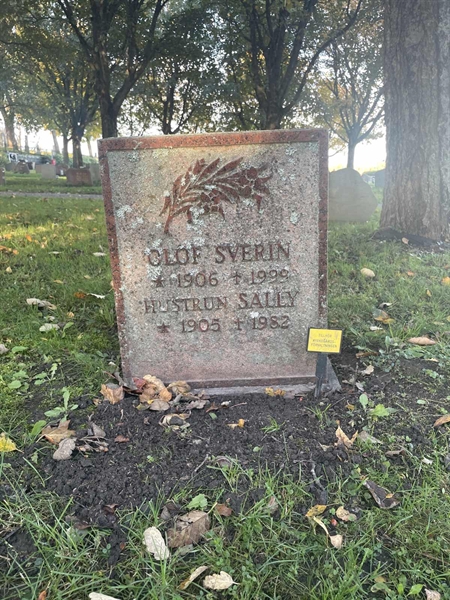 OLOF SVERIN
* 1906 † 1999
HUSTRUN SALLY
* 1905 † 1982